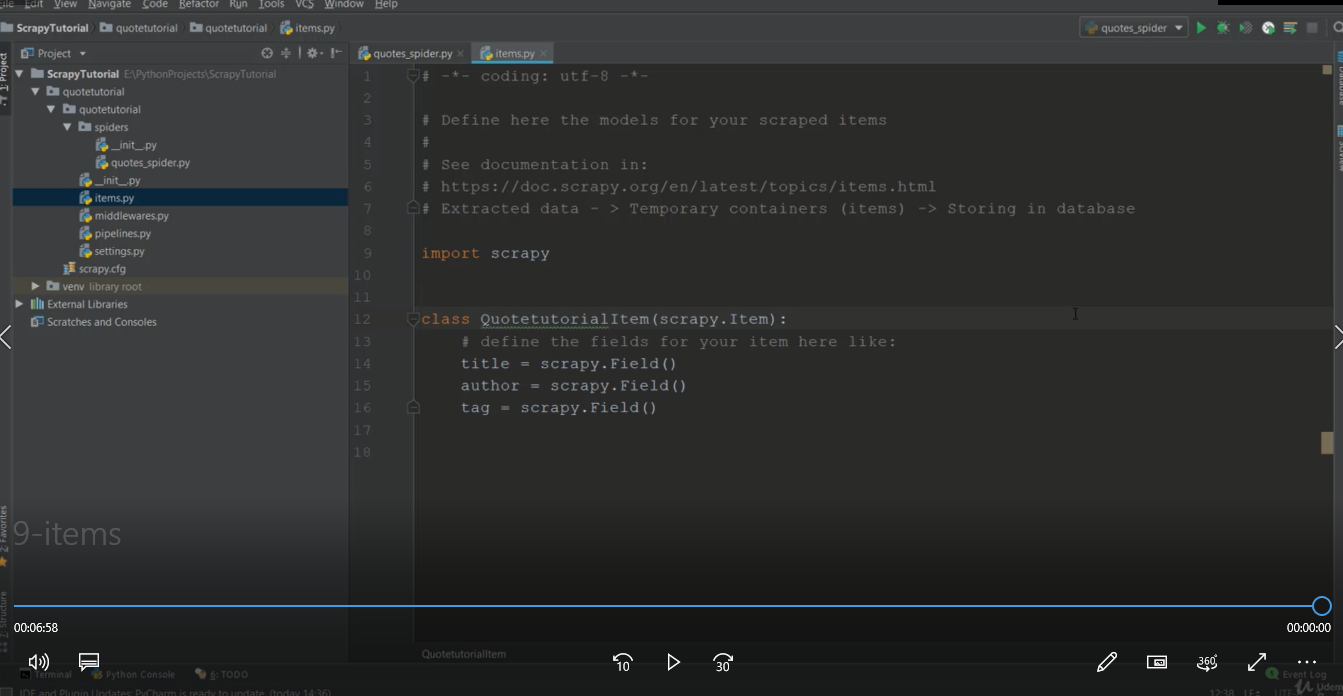 File Edit View Navigate Code Refactor Run Tools VCS Window Help
ScrapyTutorial quotetutorial quotetutorial items.py quotes_spider
1: Project
Project quotes_spider.py items.py
ScrapyTutorial E:\PythonProjects\ScrapyTutorial
quotetutorial
quotetutorial
spiders
__init__.py
quotes_spider.py
__init__.py
items.py
middlewares.py
pipelines.py
settings.py
scrapy.cfg
venv library root
External Libraries
Scratches and Consoles
1 # -*- coding: utf-8 -*-
2
3 # Define here the models for your scraped items
4 #
5 # See documentation in:
6 # https://doc.scrapy.org/en/latest/topics/items.html
7 # Extracted data - > Temporary containers (items) -> Storing in database
8
9 import scrapy
10
11
12 class QuotetutorialItem(scrapy.Item):
13 # define the fields for your item here like:
14 title = scrapy.Field()
15 author = scrapy.Field()
16 tag = scrapy.Field()
17
18
2: Favorites
Z: Structure
9-items
00:06:58 00:00:00
QuotetutorialItem
10 30 360°
Terminal Python Console 6: TODO Event Log
IDE and Plugin Updates: PyCharm is ready to update. (today 14:36) 12:38
Udemy